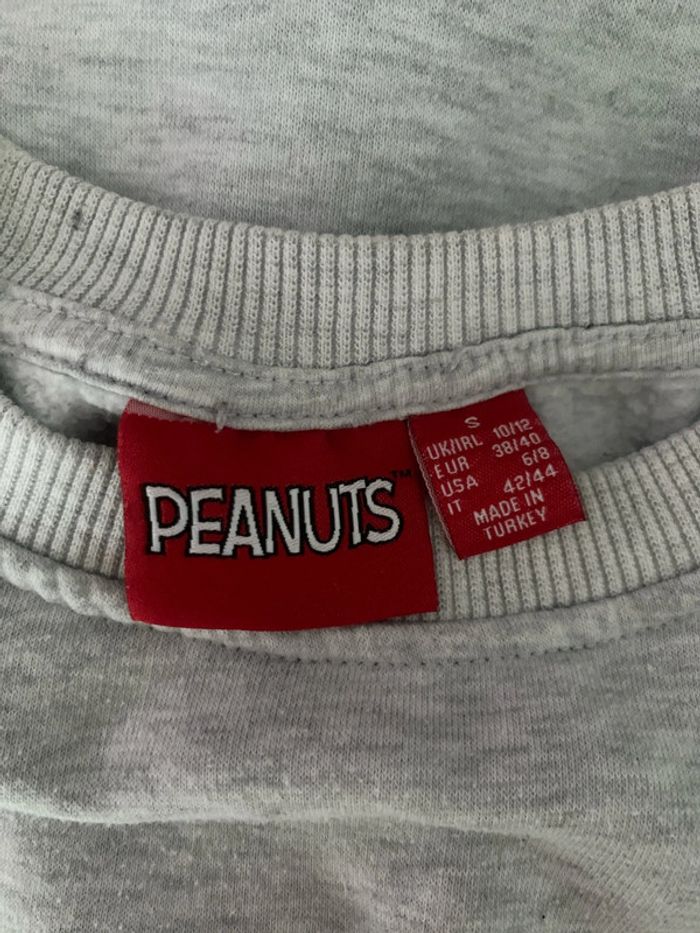 PEANUTS™
S
UK/IRL 10/12
EUR 38/40
USA 6/8
IT 42/44
MADE IN
TURKEY